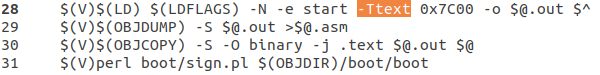 28 $(V)$(LD) $(LDFLAGS) -N -e start -Ttext 0x7C00 -o $@.out $^
29 $(V)$(OBJDUMP) -S $@.out >$@.asm
30 $(V)$(OBJCOPY) -S -O binary -j .text $@.out $@
31 $(V)perl boot/sign.pl $(OBJDIR)/boot/boot